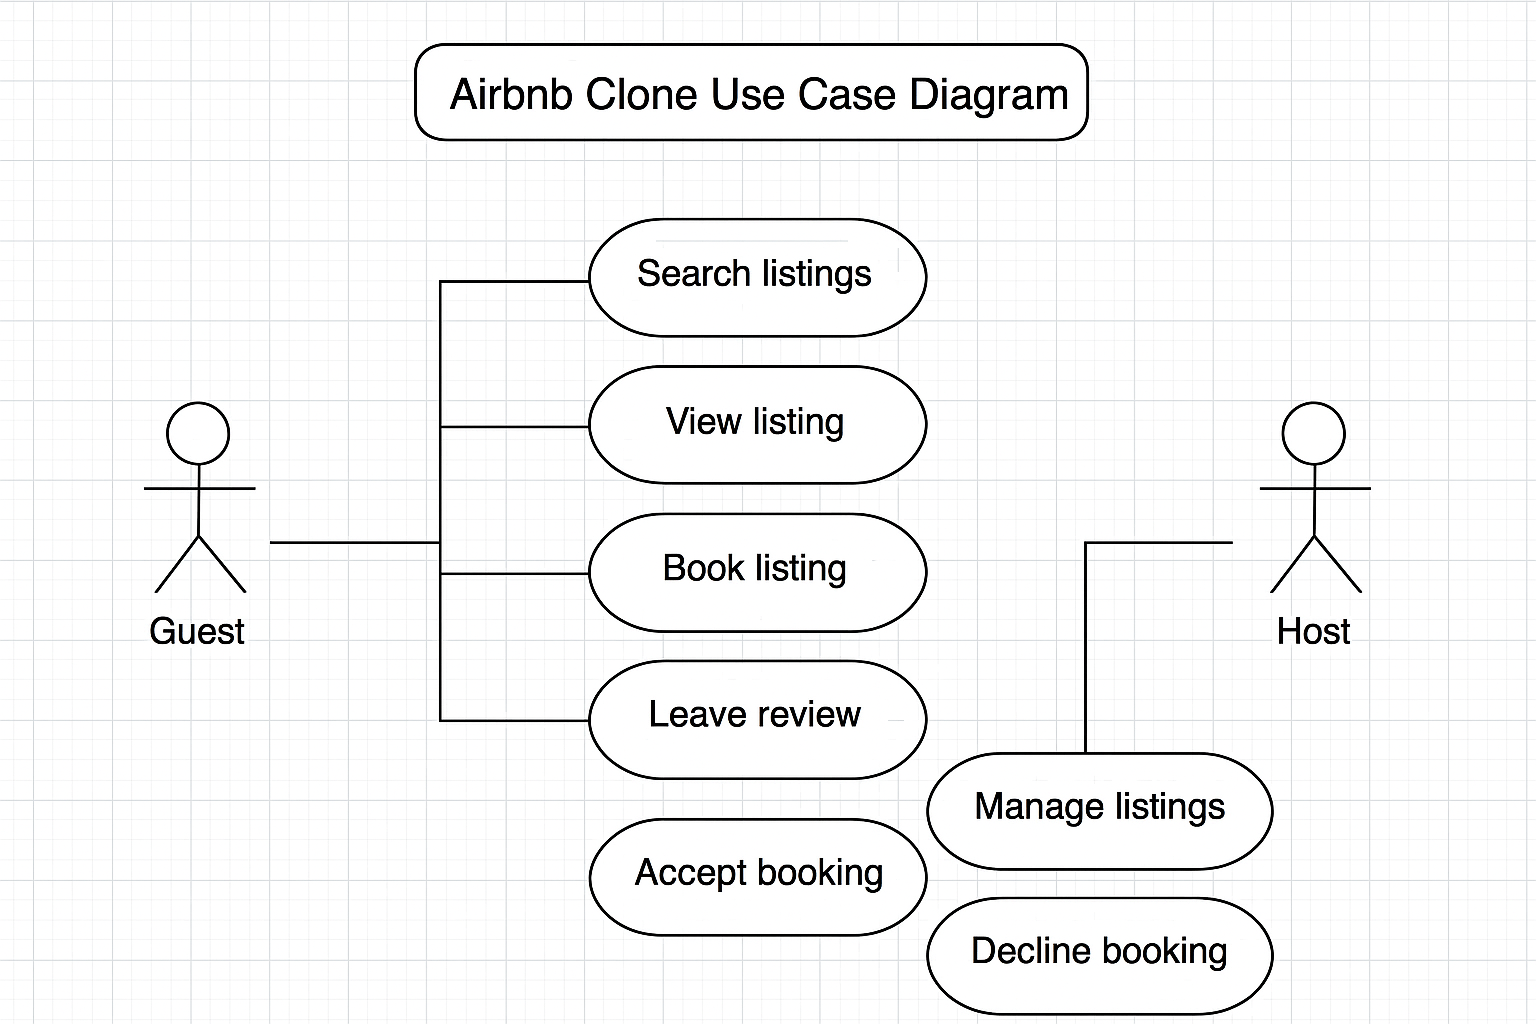 Airbnb Clone Use Case Diagram
Search listings
View listing
Book listing
Guest
Host
Leave review
Manage listings
Accept booking
Decline booking